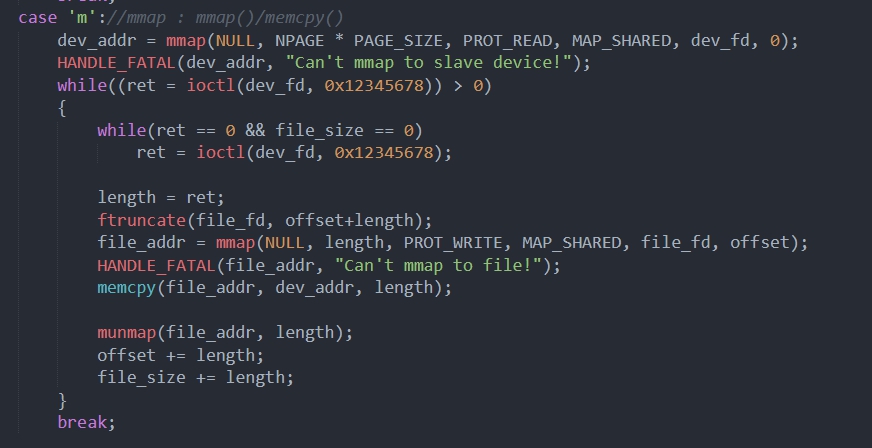 case 'm'://mmap : mmap()/memcpy()
dev_addr = mmap(NULL, NPAGE * PAGE_SIZE, PROT_READ, MAP_SHARED, dev_fd, 0);
HANDLE_FATAL(dev_addr, "Can't mmap to slave device!");
while((ret = ioctl(dev_fd, 0x12345678)) > 0)
{
while(ret == 0 && file_size == 0)
ret = ioctl(dev_fd, 0x12345678);
length = ret;
ftruncate(file_fd, offset+length);
file_addr = mmap(NULL, length, PROT_WRITE, MAP_SHARED, file_fd, offset);
HANDLE_FATAL(file_addr, "Can't mmap to file!");
memcpy(file_addr, dev_addr, length);
munmap(file_addr, length);
offset += length;
file_size += length;
}
break;